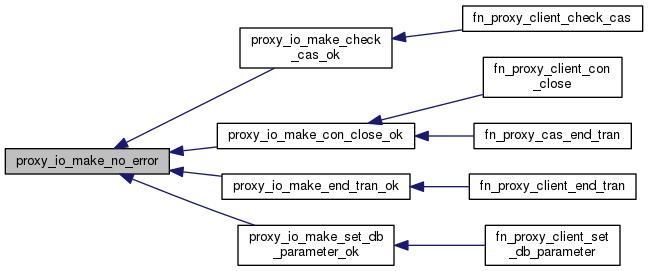 proxy_io_make_no_error
proxy_io_make_check
_cas_ok
fn_proxy_client_check_cas
proxy_io_make_con_close_ok
fn_proxy_client_con
_close
fn_proxy_cas_end_tran
proxy_io_make_end_tran_ok
fn_proxy_client_end_tran
proxy_io_make_set_db
_parameter_ok
fn_proxy_client_set
_db_parameter